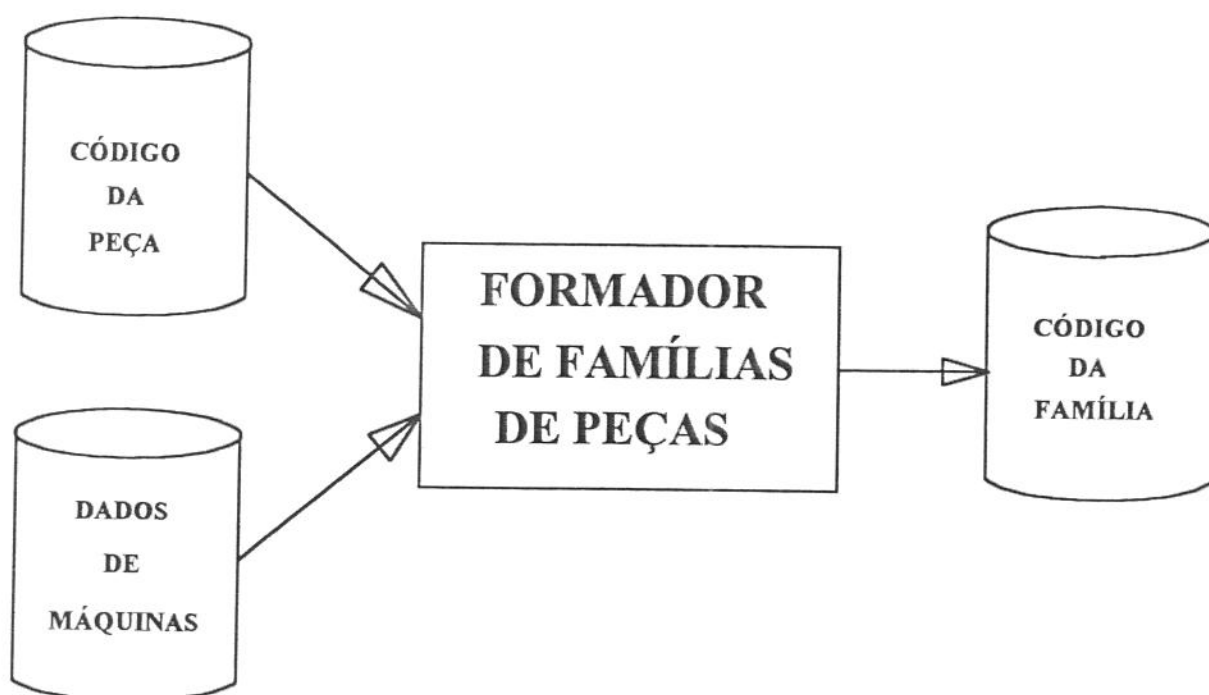 CÓDIGO
DA
PEÇA
FORMADOR
DE FAMÍLIAS
DE PEÇAS
CÓDIGO
DA
FAMÍLIA
DADOS
DE
MÁQUINAS